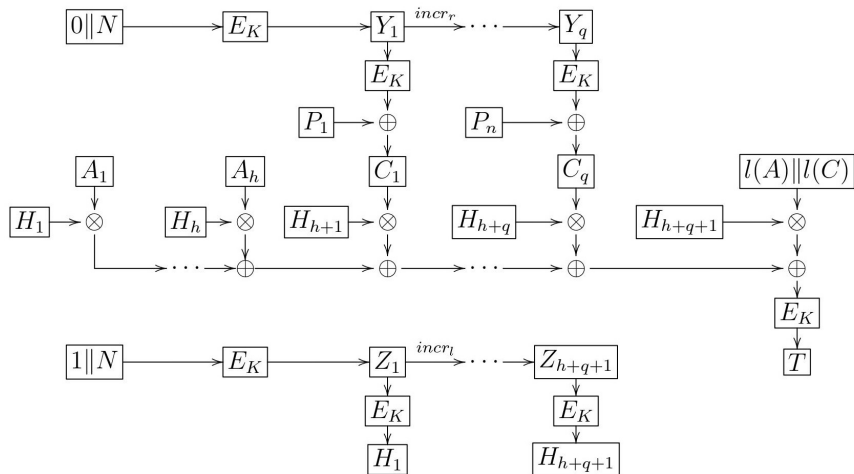 0∥N E_K Y_1 incr_r ··· Y_q
E_K E_K
P_1 ⊕ P_n ⊕
A_1 A_h C_1 C_q l(A)∥l(C)
H_1 ⊗ H_h ⊗ H_{h+1} ⊗ H_{h+q} ⊗ H_{h+q+1} ⊗
··· ⊕ ⊕ ··· ⊕ ⊕
E_K
1∥N E_K Z_1 incr_l ··· Z_{h+q+1} T
E_K E_K
H_1 H_{h+q+1}